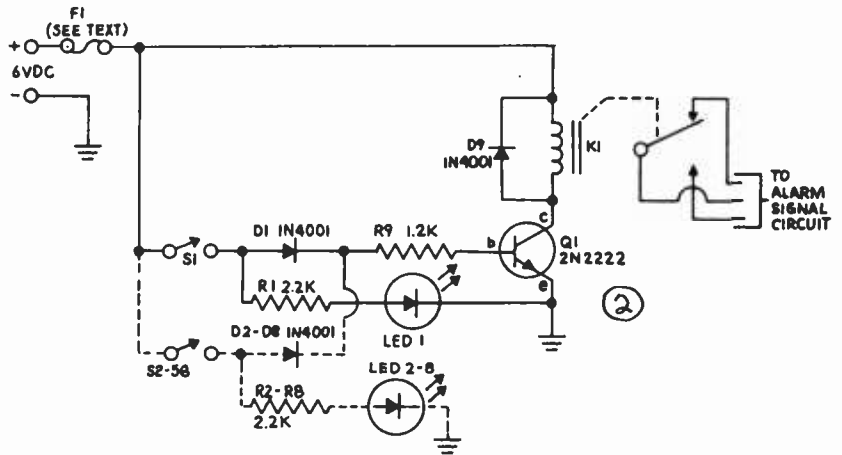 F1
(SEE TEXT)
+
6VDC
-
D9
1N4001
K1
TO
ALARM
SIGNAL
CIRCUIT
D1 1N4001
R9 1.2K
c
b
Q1
2N2222
e
S1
R1 2.2K
LED 1
2
D2-D8 1N4001
S2-S8
LED 2-8
R2-R8
2.2K